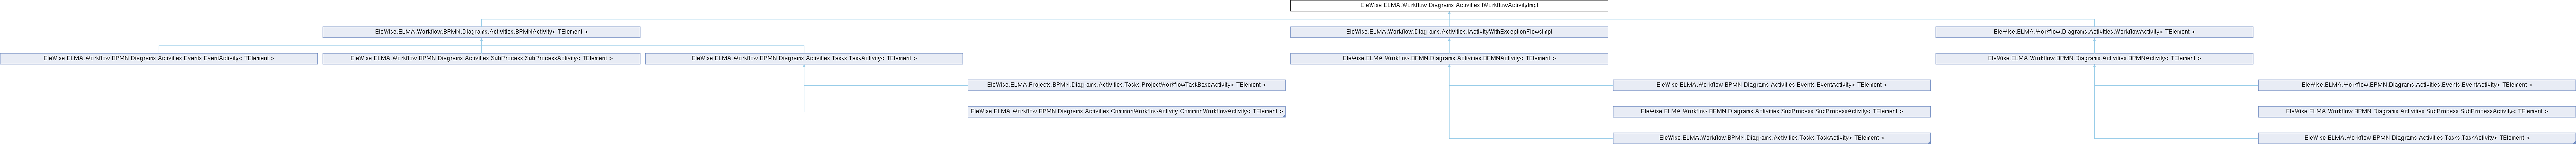 EleWise.ELMA.Workflow.Diagrams.Activities.IWorkflowActivityImpl
EleWise.ELMA.Workflow.BPMN.Diagrams.Activities.BPMNActivity< TElement >
EleWise.ELMA.Workflow.Diagrams.Activities.IActivityWithExceptionFlowsImpl
EleWise.ELMA.Workflow.Diagrams.Activities.WorkflowActivity< TElement >
EleWise.ELMA.Workflow.BPMN.Diagrams.Activities.Events.EventActivity< TElement >
EleWise.ELMA.Workflow.BPMN.Diagrams.Activities.SubProcess.SubProcessActivity< TElement >
EleWise.ELMA.Workflow.BPMN.Diagrams.Activities.Tasks.TaskActivity< TElement >
EleWise.ELMA.Workflow.BPMN.Diagrams.Activities.BPMNActivity< TElement >
EleWise.ELMA.Workflow.BPMN.Diagrams.Activities.BPMNActivity< TElement >
EleWise.ELMA.Projects.BPMN.Diagrams.Activities.Tasks.ProjectWorkflowTaskBaseActivity< TElement >
EleWise.ELMA.Workflow.BPMN.Diagrams.Activities.Events.EventActivity< TElement >
EleWise.ELMA.Workflow.BPMN.Diagrams.Activities.Events.EventActivity< TElement >
EleWise.ELMA.Workflow.BPMN.Diagrams.Activities.CommonWorkflowActivity.CommonWorkflowActivity< TElement >
EleWise.ELMA.Workflow.BPMN.Diagrams.Activities.SubProcess.SubProcessActivity< TElement >
EleWise.ELMA.Workflow.BPMN.Diagrams.Activities.SubProcess.SubProcessActivity< TElement >
EleWise.ELMA.Workflow.BPMN.Diagrams.Activities.Tasks.TaskActivity< TElement >
EleWise.ELMA.Workflow.BPMN.Diagrams.Activities.Tasks.TaskActivity< TElement >